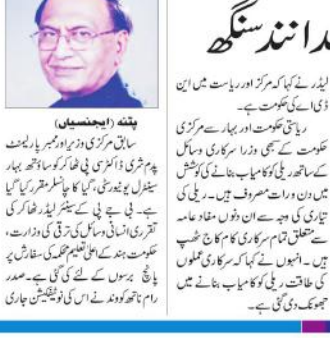 دانند سنگھ
پٹنہ (ایجنسیاں)
سابق مرکزی وزیر اور ممبر پارلیمنٹ
پدم شری ڈاکٹر سی پی ٹھاکر کو ساؤتھ بہار
سینٹرل یونیورسٹی، گیا کا چانسلر مقرر کیا گیا
ہے۔ بی جے پی کے سینئر لیڈر ٹھاکر کی
تقرری انسانی وسائل کی ترقی کی وزارت،
حکومت ہند کے اعلیٰ تعلیم محکمہ کی سفارش پر
پانچ برسوں کے لئے کی گئی ہے۔ صدر
رام ناتھ کووند نے اس کی نوٹیفکیشن جاری
لیڈر نے کہا کہ مرکز اور ریاست میں این
ڈی اے کی حکومت ہے۔
ریاستی حکومت اور بہار سے مرکزی
حکومت کے سبھی وزرا سرکاری وسائل
کے ساتھ ریلی کو کامیاب بنانے کی کوشش
میں دن ورات مصروف ہیں۔ ریلی کی
تیاری کی وجہ سے ان دنوں مفاد عامہ
سے متعلق تمام سرکاری کام کاج ٹھپ
ہیں۔ انہوں نے کہا کہ سرکاری عملوں
کی طاقت ریلی کو کامیاب بنانے میں
جھونک دی گئی ہے۔